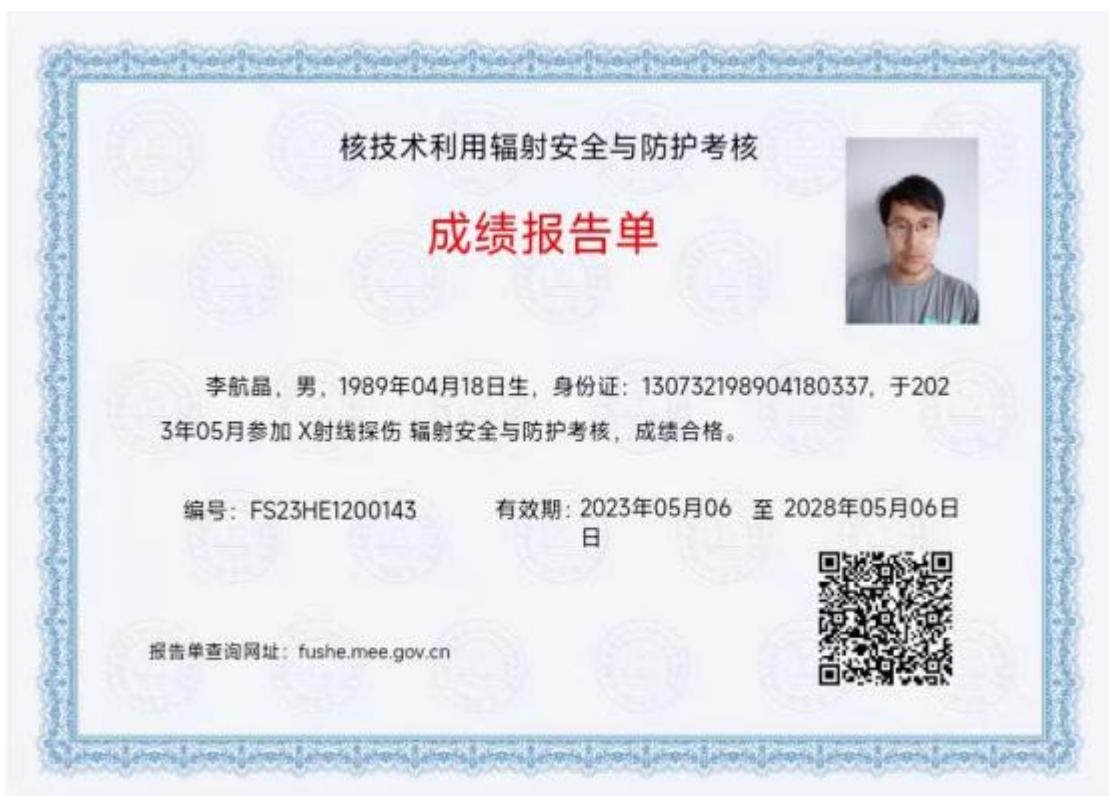 核技术利用辐射安全与防护考核
成绩报告单
李航晶，男，1989年04月18日生，身份证：130732198904180337，于202
3年05月参加 X射线探伤 辐射安全与防护考核，成绩合格。
编号：FS23HE1200143 有效期：2023年05月06 至 2028年05月06日
日
报告单查询网址：fushe.mee.gov.cn